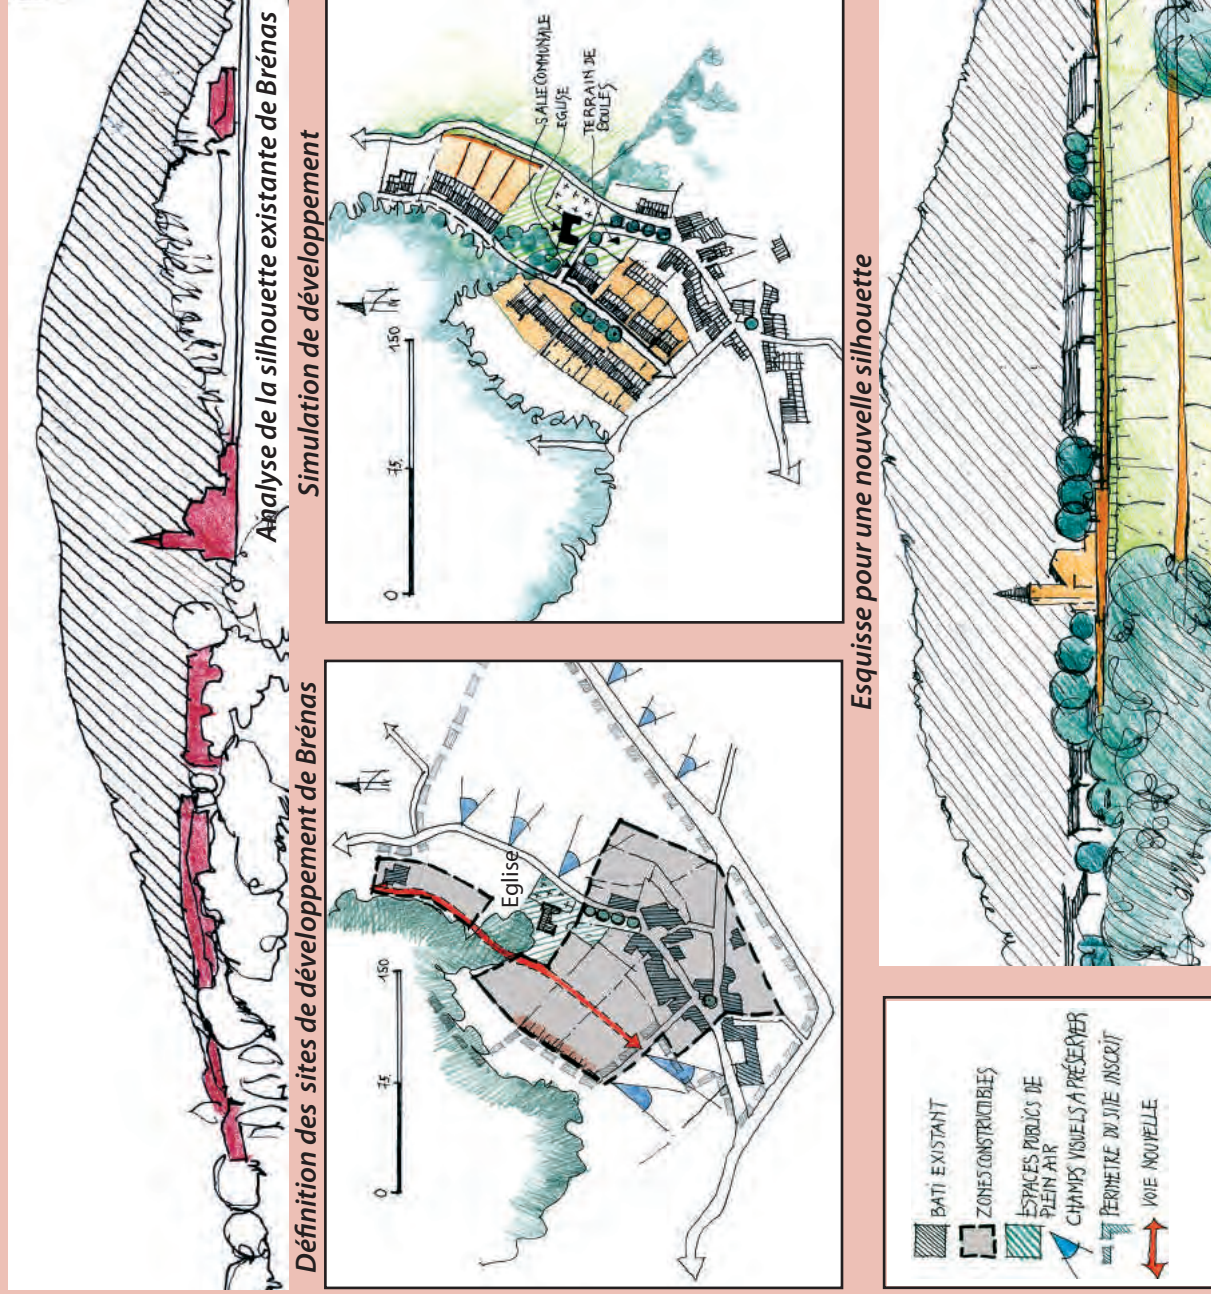 Analyse de la silhouette existante de Brénas
Définition des sites de développement de Brénas
0
75
150
N
Eglise
Simulation de développement
0
75
150
N
SALLE COMMUNALE
EGLISE
TERRAIN DE
BOULES
BATI EXISTANT
ZONES CONSTRUCTIBLES
ESPACES PUBLICS DE
PLEIN AIR
CHAMPS VISUELS A PRÉSERVER
PERIMETRE DU SITE INSCRIT
VOIE NOUVELLE
Esquisse pour une nouvelle silhouette